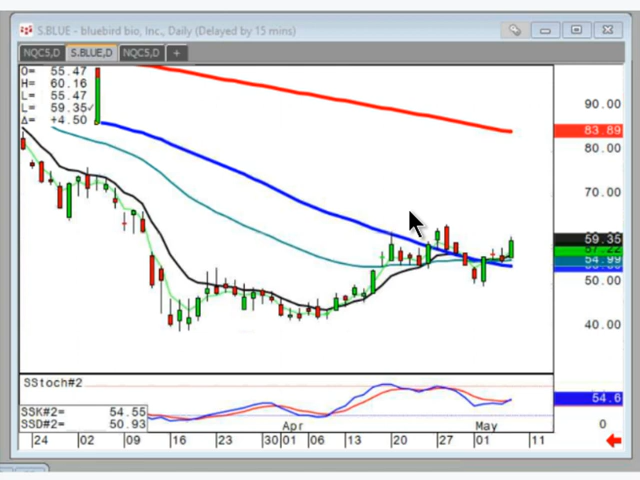 S.BLUE - bluebird bio, Inc., Daily (Delayed by 15 mins)
NQC5,D S.BLUE,D NQC5,D +
O= 55.47
H= 60.16
L= 55.47
L= 59.35✓
Δ= +4.50
90.00
83.89
80.00
70.00
59.35
57.22
54.99
50.00
40.00
SStoch#2
SSK#2= 54.55
SSD#2= 50.93
54.6
0
Apr May
24 02 09 16 23 30 01 06 13 20 27 01 11